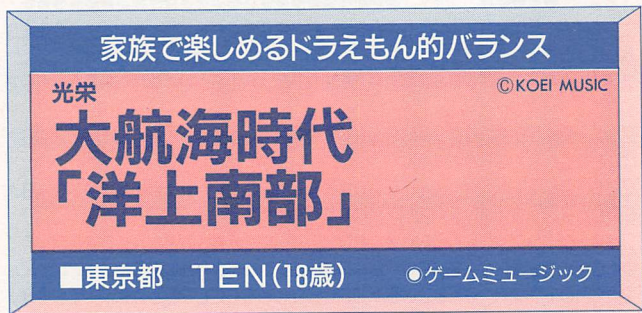 家族で楽しめるドラえもん的バランス
光栄
©KOEI MUSIC
大航海時代
「洋上南部」
■東京都 TEN(18歳) ◉ゲームミュージック